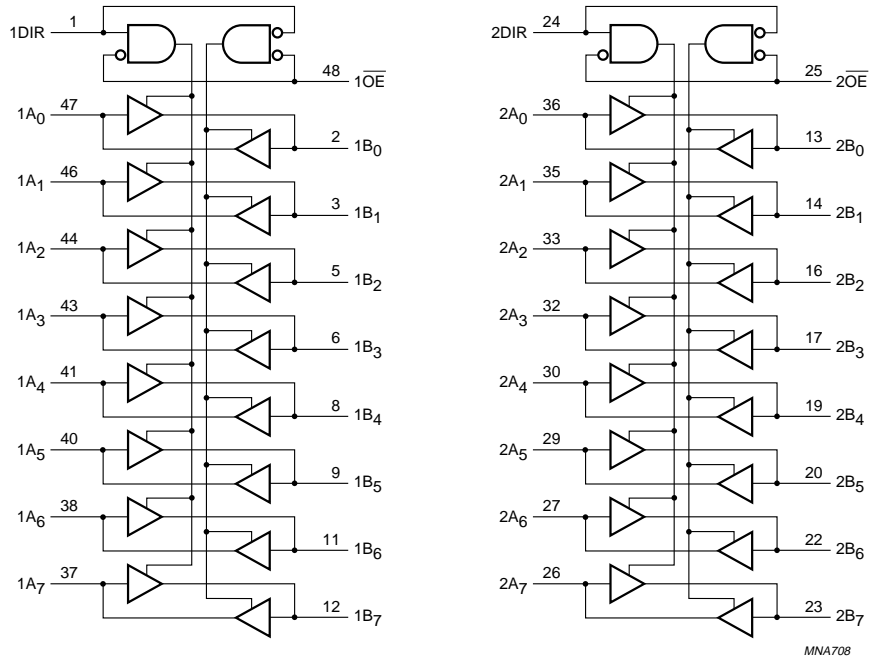 1DIR 1 2DIR 24
48 1O̅E̅ 25 2O̅E̅
1A0 47 2A0 36
2 1B0 13 2B0
1A1 46 2A1 35
3 1B1 14 2B1
1A2 44 2A2 33
5 1B2 16 2B2
1A3 43 2A3 32
6 1B3 17 2B3
1A4 41 2A4 30
8 1B4 19 2B4
1A5 40 2A5 29
9 1B5 20 2B5
1A6 38 2A6 27
11 1B6 22 2B6
1A7 37 2A7 26
12 1B7 23 2B7
MNA708